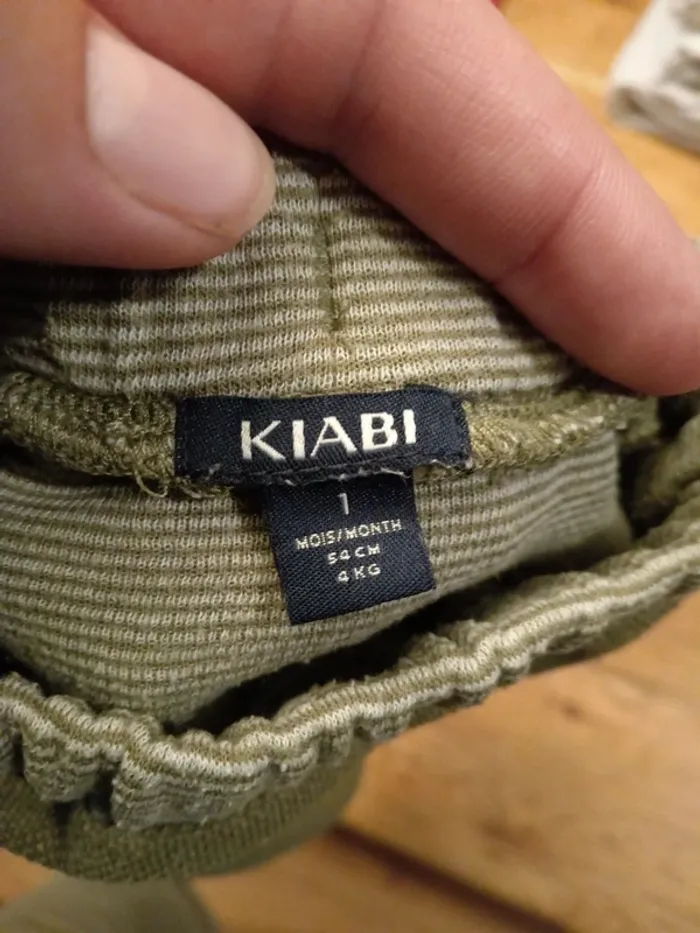 KIABI
1
MOIS/MONTH
54 CM
4 KG